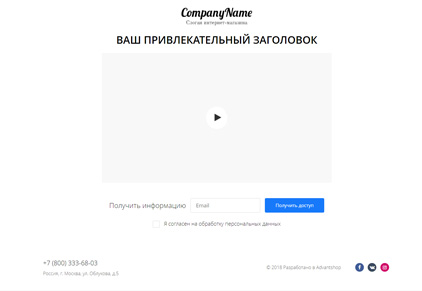 CompanyName
Слоган интернет-магазина
ВАШ ПРИВЛЕКАТЕЛЬНЫЙ ЗАГОЛОВОК
Получить информацию
Email
Получить доступ
Я согласен на обработку персональных данных
+7 (800) 333-68-03
Россия, г. Москва, ул. Облукова, д.5
© 2018 Разработано в Advantshop